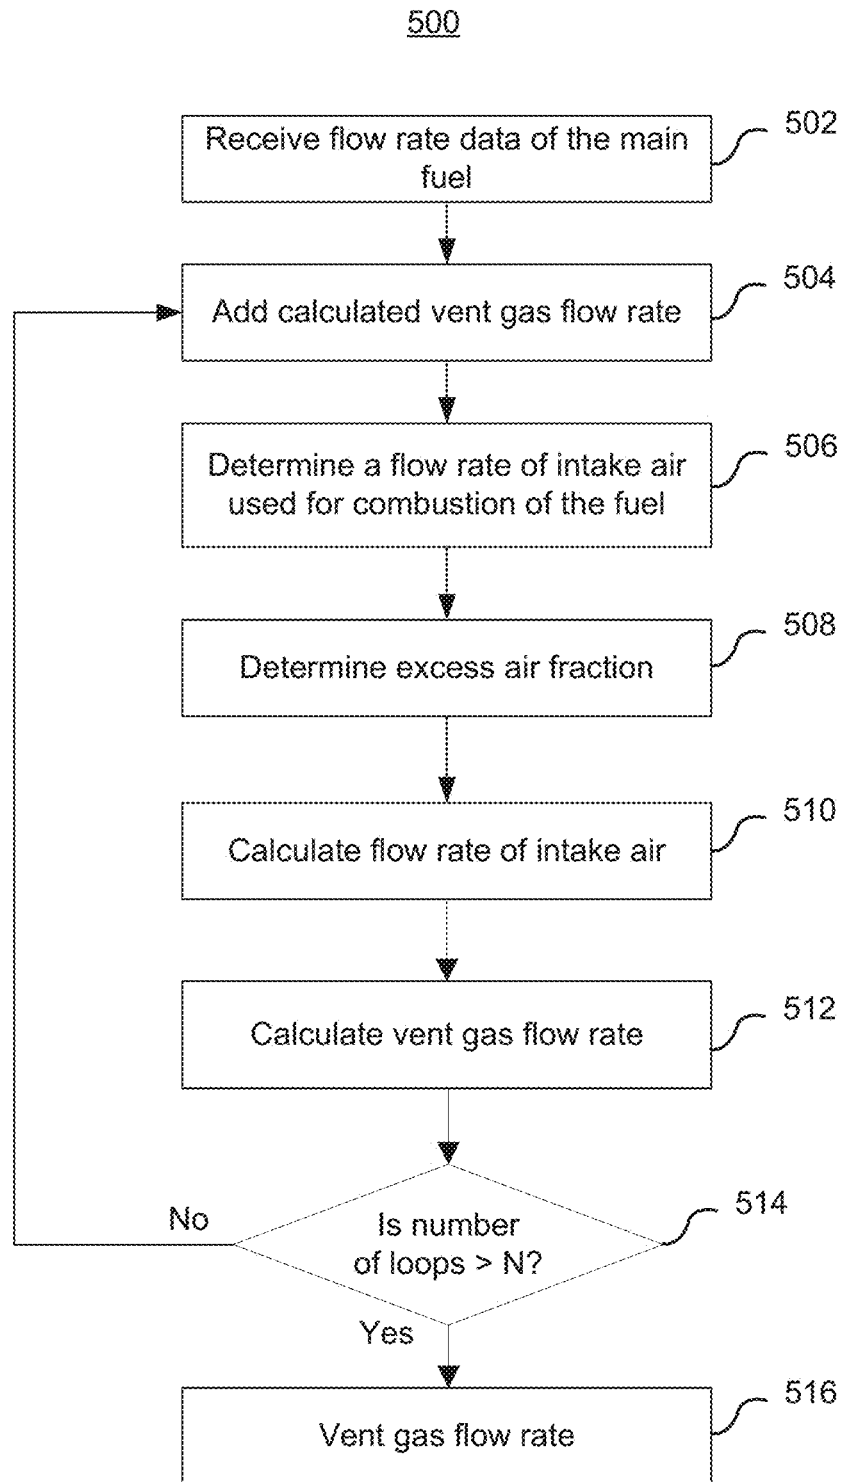 500
Receive flow rate data of the main
fuel
502
Add calculated vent gas flow rate
504
Determine a flow rate of intake air
used for combustion of the fuel
506
Determine excess air fraction
508
Calculate flow rate of intake air
510
Calculate vent gas flow rate
512
No
Is number
of loops > N?
514
Yes
Vent gas flow rate
516